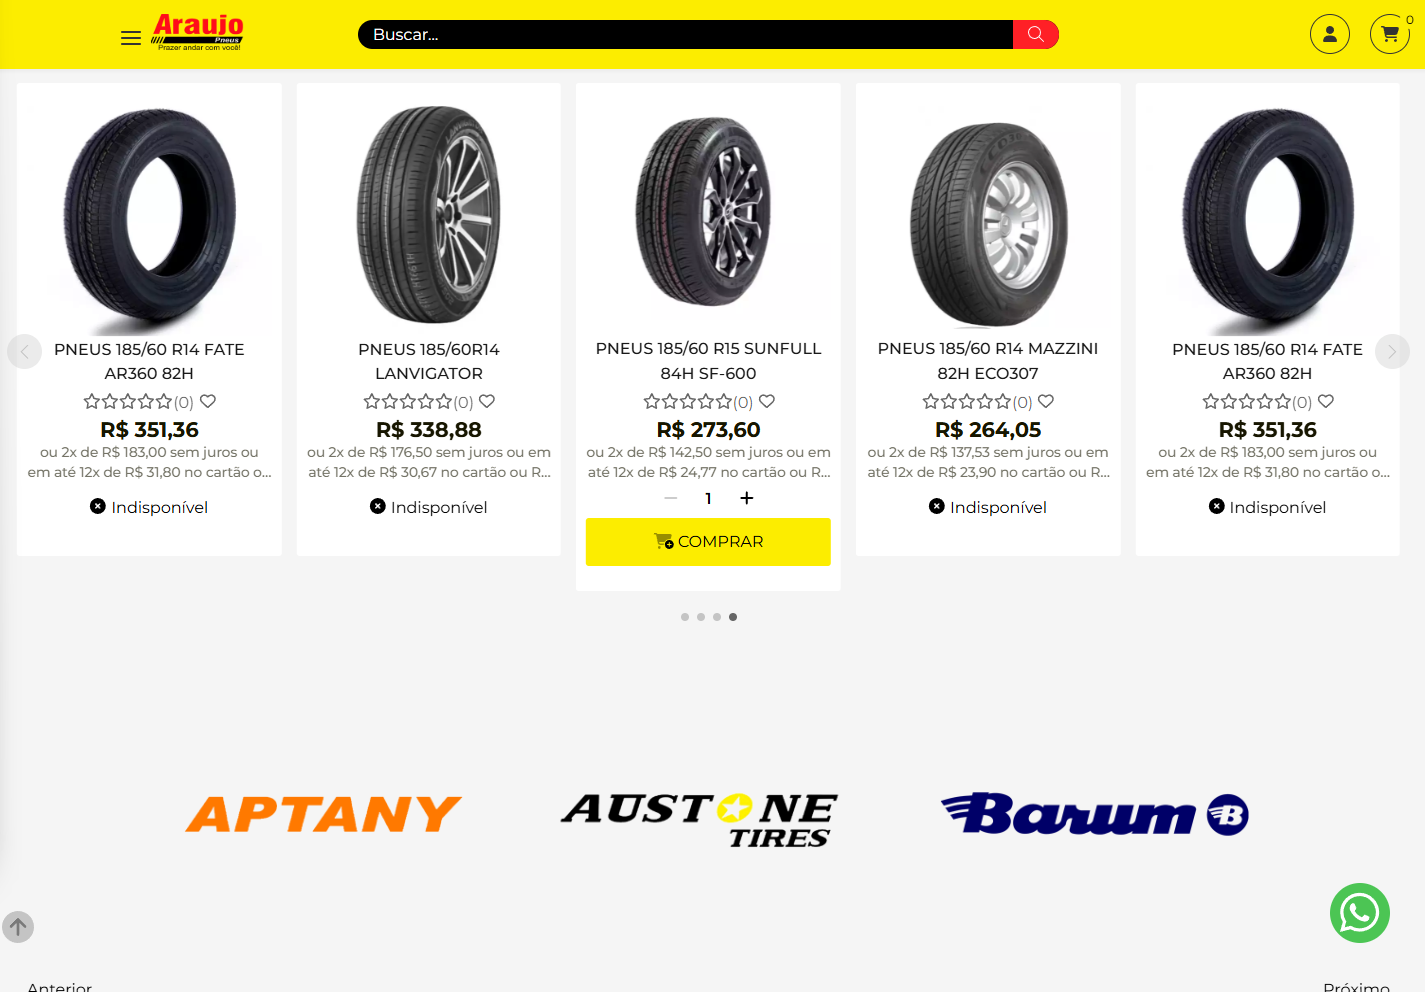 Araujo
Pneus
Prazer andar com você!
Buscar...
0
PNEUS 185/60 R14 FATE
AR360 82H
(0)
R$ 351,36
ou 2x de R$ 183,00 sem juros ou
em até 12x de R$ 31,80 no cartão o...
Indisponível
LANVIGATOR
PNEUS 185/60R14
LANVIGATOR
(0)
R$ 338,88
ou 2x de R$ 176,50 sem juros ou em
até 12x de R$ 30,67 no cartão ou R...
Indisponível
PNEUS 185/60 R15 SUNFULL
84H SF-600
(0)
R$ 273,60
ou 2x de R$ 142,50 sem juros ou em
até 12x de R$ 24,77 no cartão ou R...
1
COMPRAR
PNEUS 185/60 R14 MAZZINI
82H ECO307
(0)
R$ 264,05
ou 2x de R$ 137,53 sem juros ou em
até 12x de R$ 23,90 no cartão ou R...
Indisponível
PNEUS 185/60 R14 FATE
AR360 82H
(0)
R$ 351,36
ou 2x de R$ 183,00 sem juros ou
em até 12x de R$ 31,80 no cartão o...
Indisponível
APTANY
AUSTONE
TIRES
Barum B
Anterior
Próximo